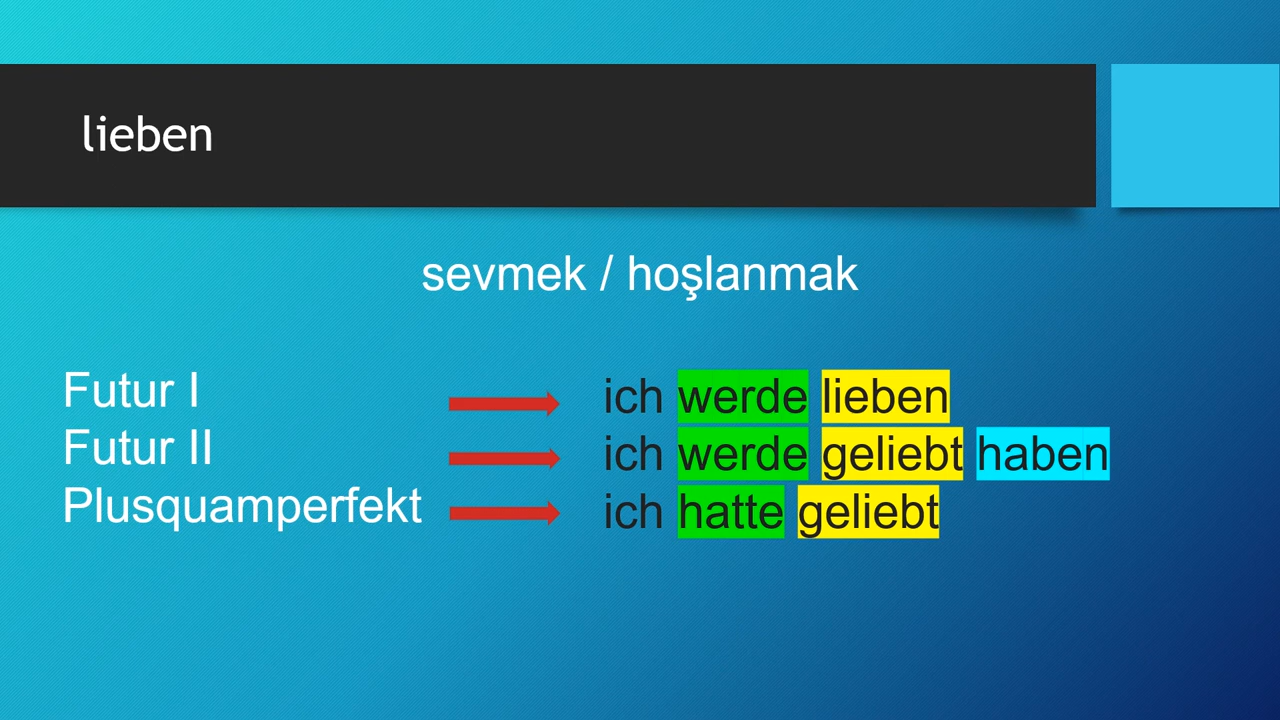 lieben
sevmek / hoşlanmak
Futur I ich werde lieben
Futur II ich werde geliebt haben
Plusquamperfekt ich hatte geliebt